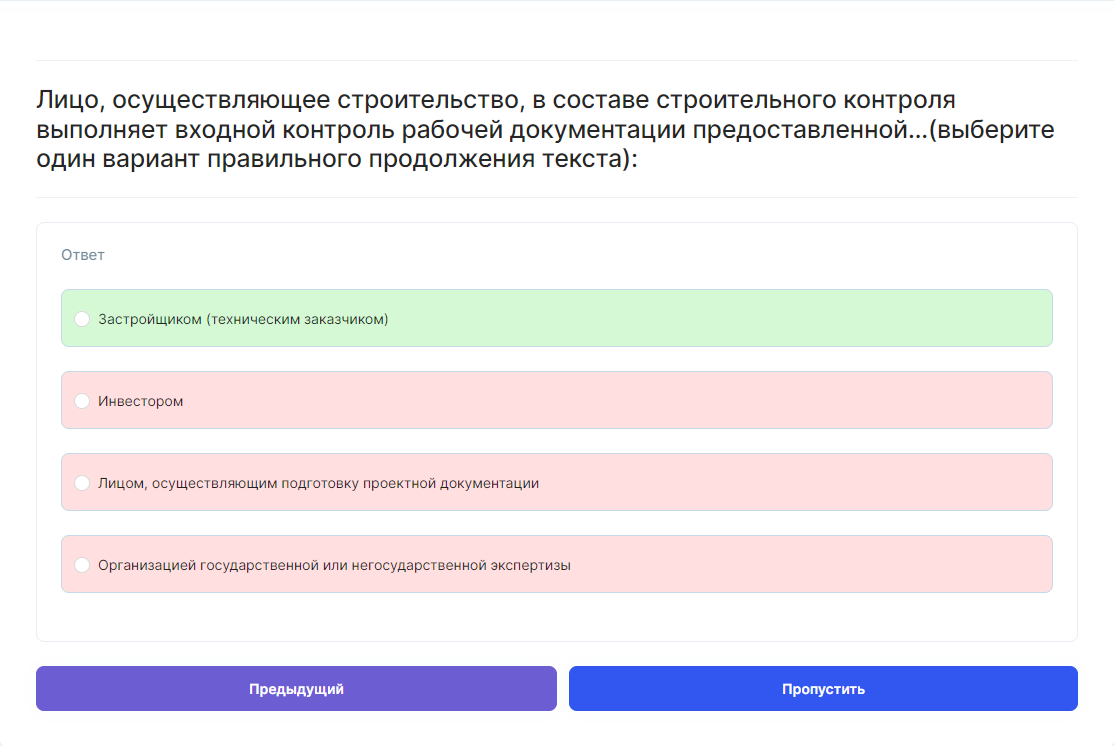 Лицо, осуществляющее строительство, в составе строительного контроля
выполняет входной контроль рабочей документации предоставленной...(выберите
один вариант правильного продолжения текста):
Ответ
Застройщиком (техническим заказчиком)
Инвестором
Лицом, осуществляющим подготовку проектной документации
Организацией государственной или негосударственной экспертизы
Предыдущий
Пропустить